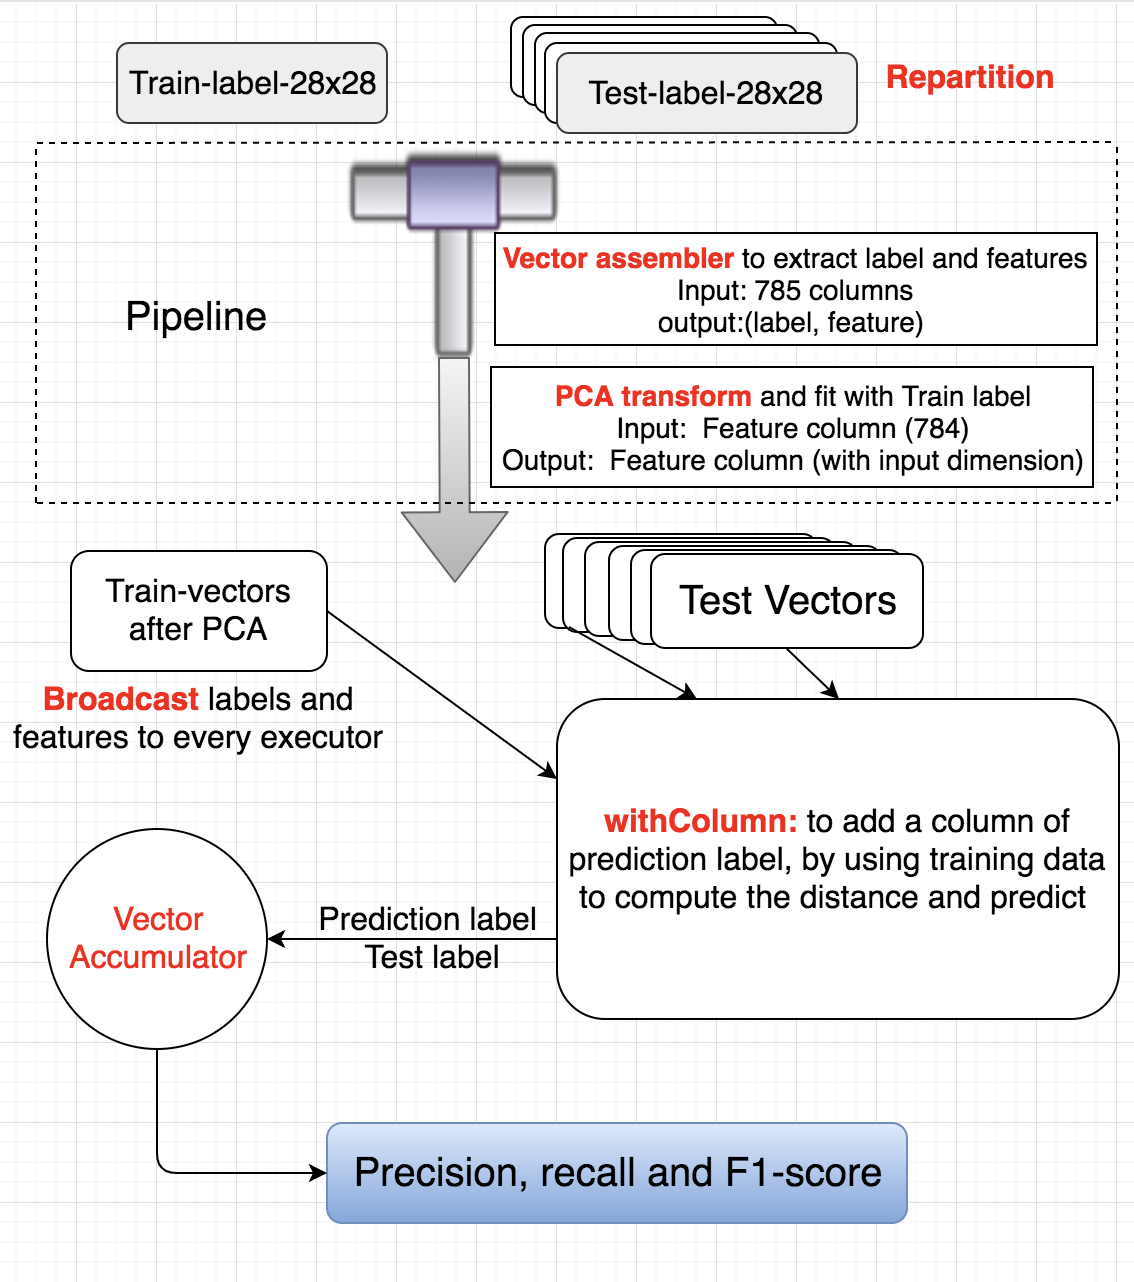 Train-label-28x28
Test-label-28x28
Repartition
Pipeline
Vector assembler to extract label and features
Input: 785 columns
output:(label, feature)
PCA transform and fit with Train label
Input:  Feature column (784)
Output:  Feature column (with input dimension)
Train-vectors
after PCA
Test Vectors
Broadcast labels and
features to every executor
withColumn: to add a column of
prediction label, by using training data
to compute the distance and predict
Vector
Accumulator
Prediction label
Test label
Precision, recall and F1-score